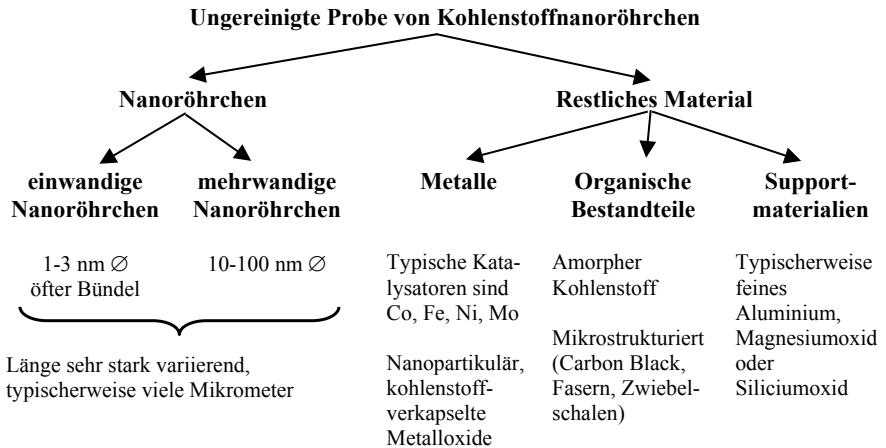 Ungereinigte Probe von Kohlenstoffnanoröhrchen
Nanoröhrchen
Restliches Material
einwandige
Nanoröhrchen
mehrwandige
Nanoröhrchen
Metalle
Organische
Bestandteile
Support-
materialien
1-3 nm ∅
öfter Bündel
10-100 nm ∅
Länge sehr stark variierend,
typischerweise viele Mikrometer
Typische Kata-
lysatoren sind
Co, Fe, Ni, Mo
Nanopartikulär,
kohlenstoff-
verkapselte
Metalloxide
Amorpher
Kohlenstoff
Mikrostrukturiert
(Carbon Black,
Fasern, Zwiebel-
schalen)
Typischerweise
feines
Aluminium,
Magnesiumoxid
oder
Siliciumoxid